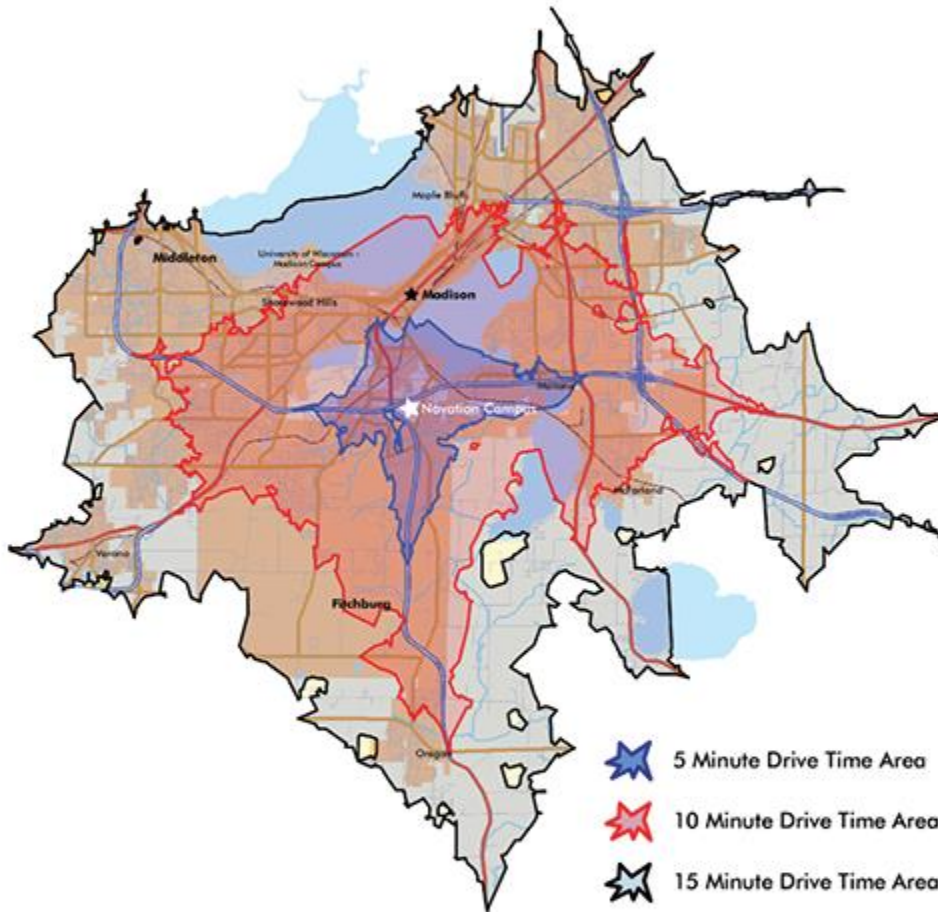 Maple Bluff
Middleton
University of Wisconsin -
Madison Campus
Shorewood Hills
Madison
Novation Campus
Monona
McFarland
Verona
Fitchburg
Oregon
5 Minute Drive Time Area
10 Minute Drive Time Area
15 Minute Drive Time Area